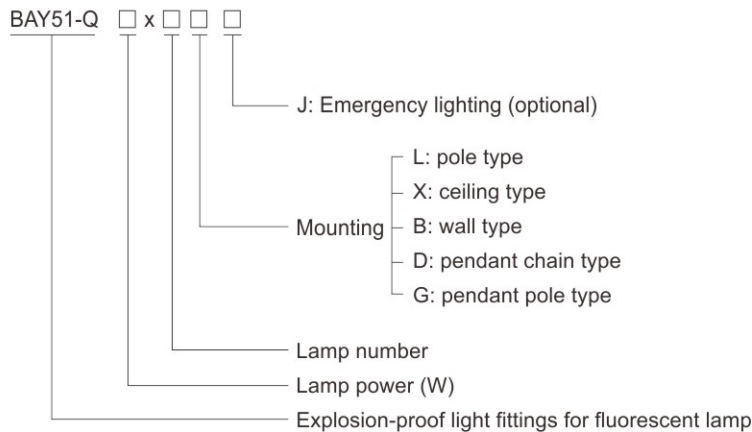 BAY51-Q □ x □ □ □
J: Emergency lighting (optional)
L: pole type
X: ceiling type
Mounting
B: wall type
D: pendant chain type
G: pendant pole type
Lamp number
Lamp power (W)
Explosion-proof light fittings for fluorescent lamp